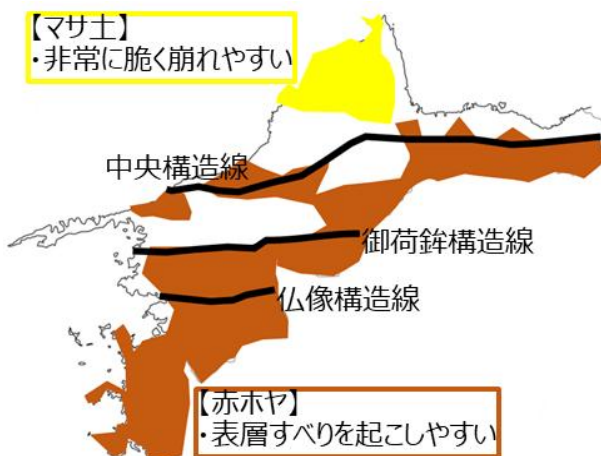 【マサ土】
・非常に脆く崩れやすい
中央構造線
御荷鉾構造線
仏像構造線
【赤ホヤ】
・表層すべりを起こしやすい